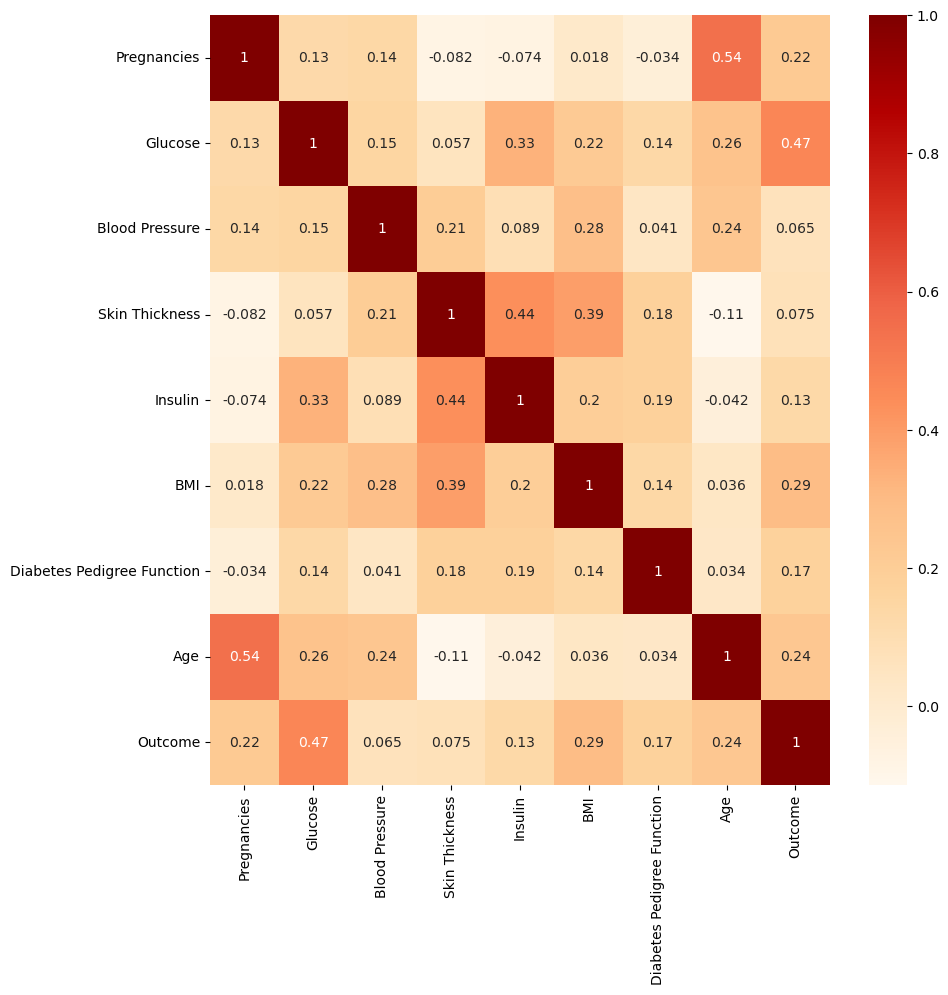 Pregnancies 1 0.13 0.14 -0.082 -0.074 0.018 -0.034 0.54 0.22
Glucose 0.13 1 0.15 0.057 0.33 0.22 0.14 0.26 0.47
Blood Pressure 0.14 0.15 1 0.21 0.089 0.28 0.041 0.24 0.065
Skin Thickness -0.082 0.057 0.21 1 0.44 0.39 0.18 -0.11 0.075
Insulin -0.074 0.33 0.089 0.44 1 0.2 0.19 -0.042 0.13
BMI 0.018 0.22 0.28 0.39 0.2 1 0.14 0.036 0.29
Diabetes Pedigree Function -0.034 0.14 0.041 0.18 0.19 0.14 1 0.034 0.17
Age 0.54 0.26 0.24 -0.11 -0.042 0.036 0.034 1 0.24
Outcome 0.22 0.47 0.065 0.075 0.13 0.29 0.17 0.24 1
Pregnancies
Glucose
Blood Pressure
Skin Thickness
Insulin
BMI
Diabetes Pedigree Function
Age
Outcome
1.0
0.8
0.6
0.4
0.2
0.0